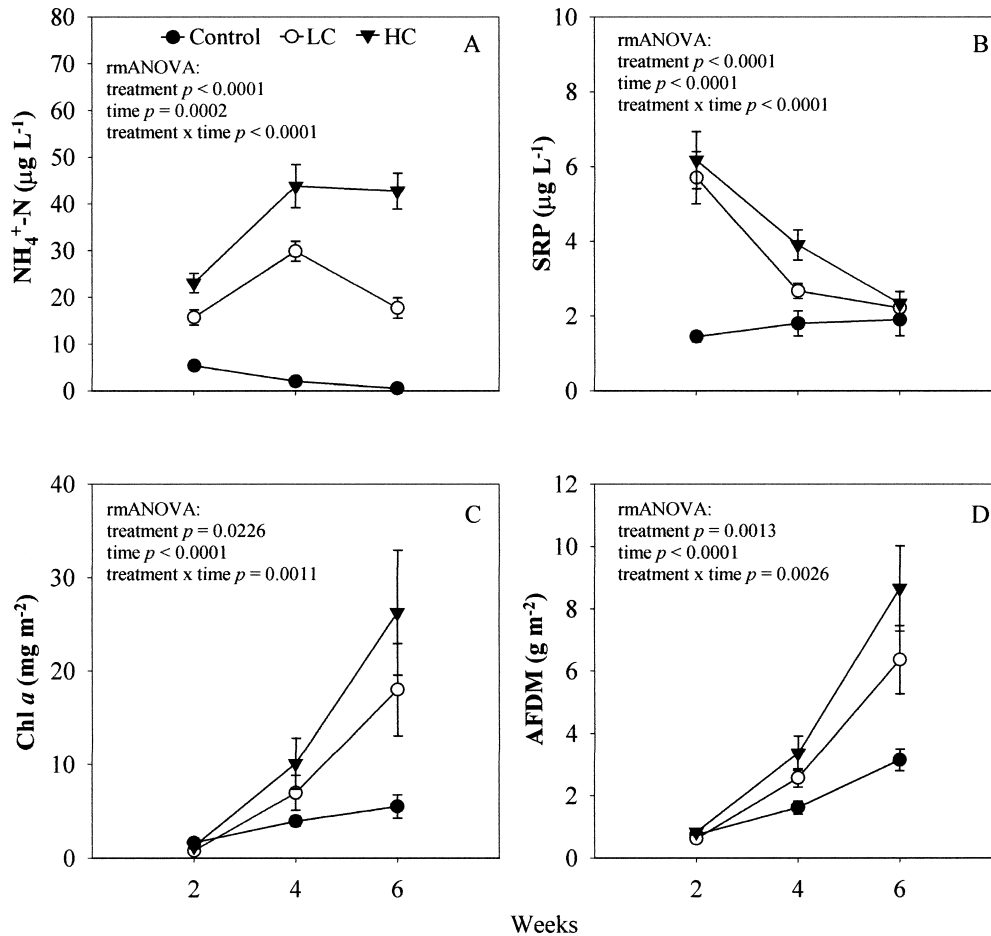 Control LC HC
A
rmANOVA:
treatment p < 0.0001
time p = 0.0002
treatment x time p < 0.0001
NH₄⁺-N (µg L⁻¹)
80
70
60
50
40
30
20
10
0
B
rmANOVA:
treatment p < 0.0001
time p < 0.0001
treatment x time p < 0.0001
SRP (µg L⁻¹)
10
8
6
4
2
0
C
rmANOVA:
treatment p = 0.0226
time p < 0.0001
treatment x time p = 0.0011
Chl a (mg m⁻²)
40
30
20
10
0
2 4 6
D
rmANOVA:
treatment p = 0.0013
time p < 0.0001
treatment x time p = 0.0026
AFDM (g m⁻²)
12
10
8
6
4
2
0
2 4 6
Weeks